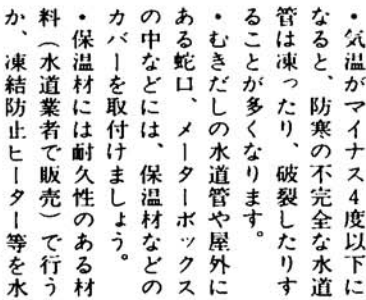 ・気温がマイナス4度以下に
なると、防寒の不完全な水道
管は凍ったり、破裂したりす
ることが多くなります。
・むきだしの水道管や屋外に
ある蛇口、メーターボックス
の中などには、保温材などの
カバーを取付けましょう。
・保温材には耐久性のある材
料（水道業者で販売）で行う
か、凍結防止ヒーター等を水